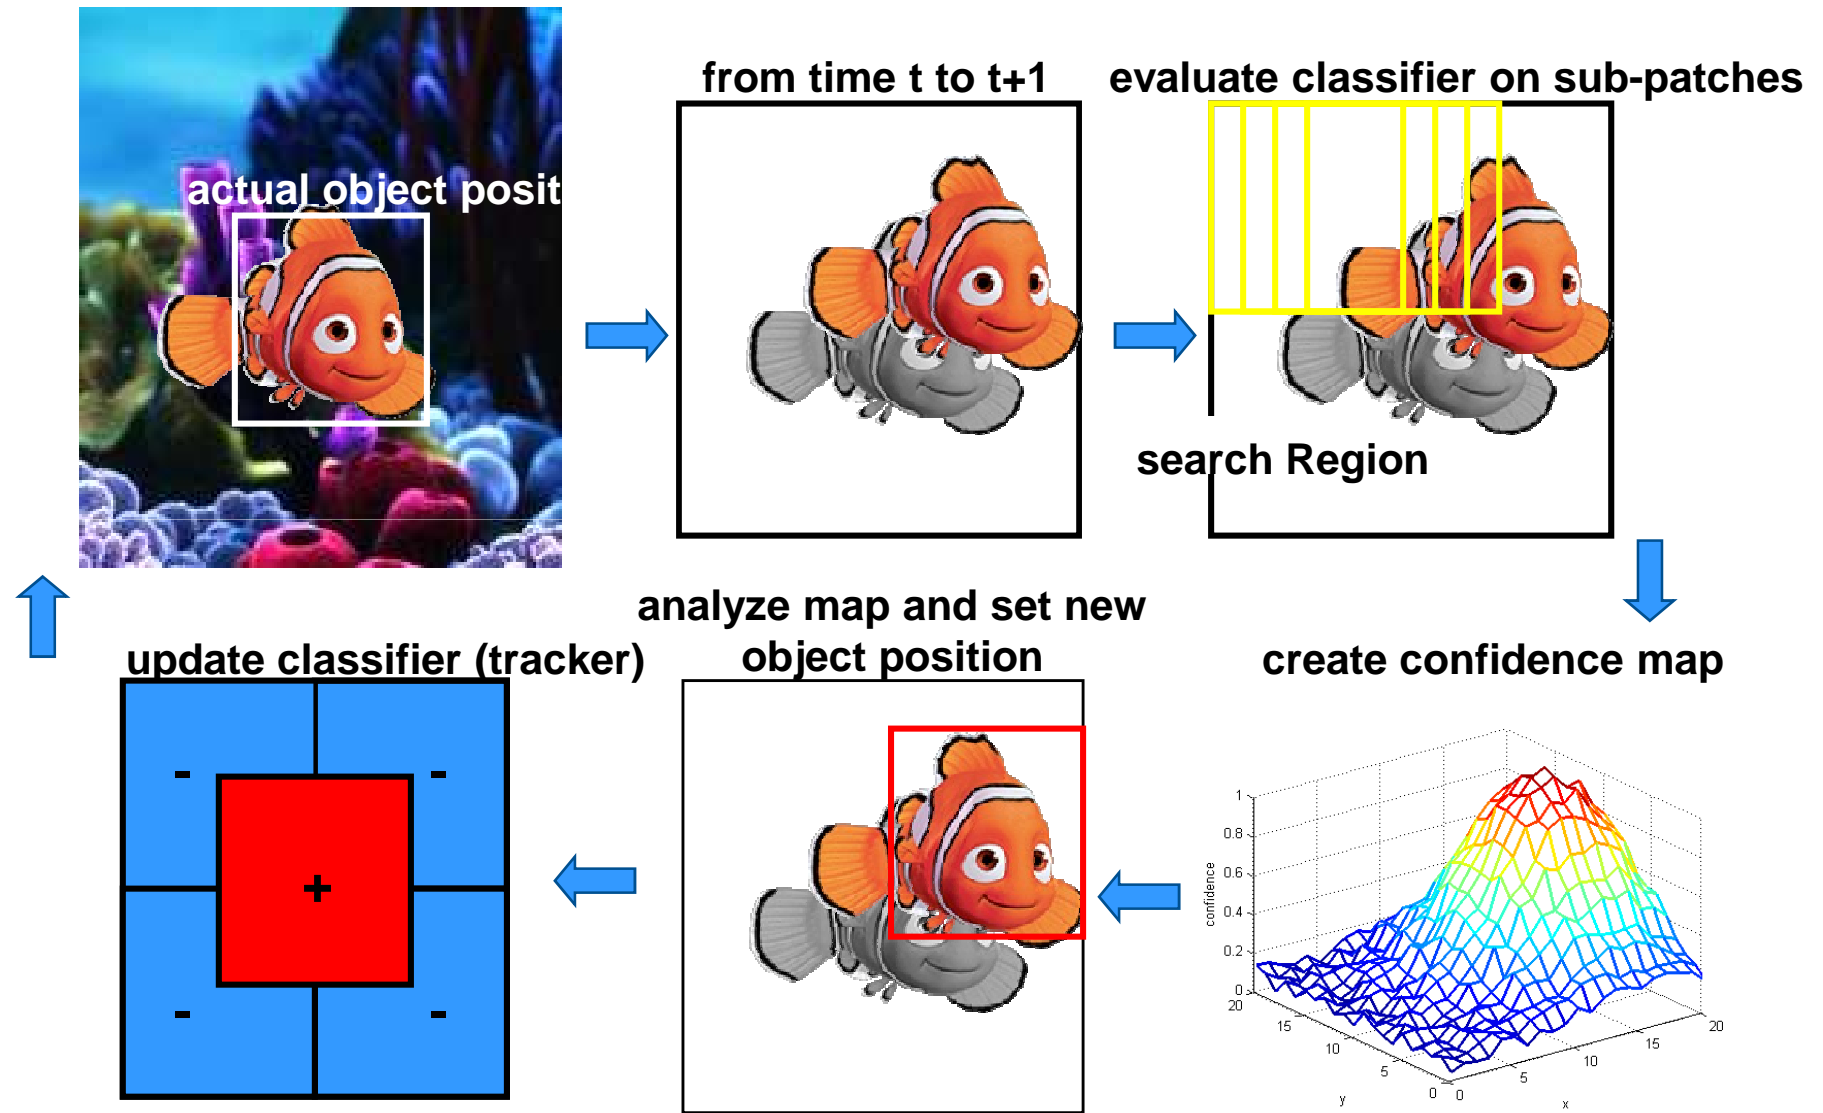 from time t to t+1
evaluate classifier on sub-patches
actual object posit
search Region
analyze map and set new
object position
update classifier (tracker)
create confidence map
-
-
+
-
-
1
0.8
0.6
0.4
0.2
0
confidence
20
15
10
5
0
y
0
5
10
15
20
x